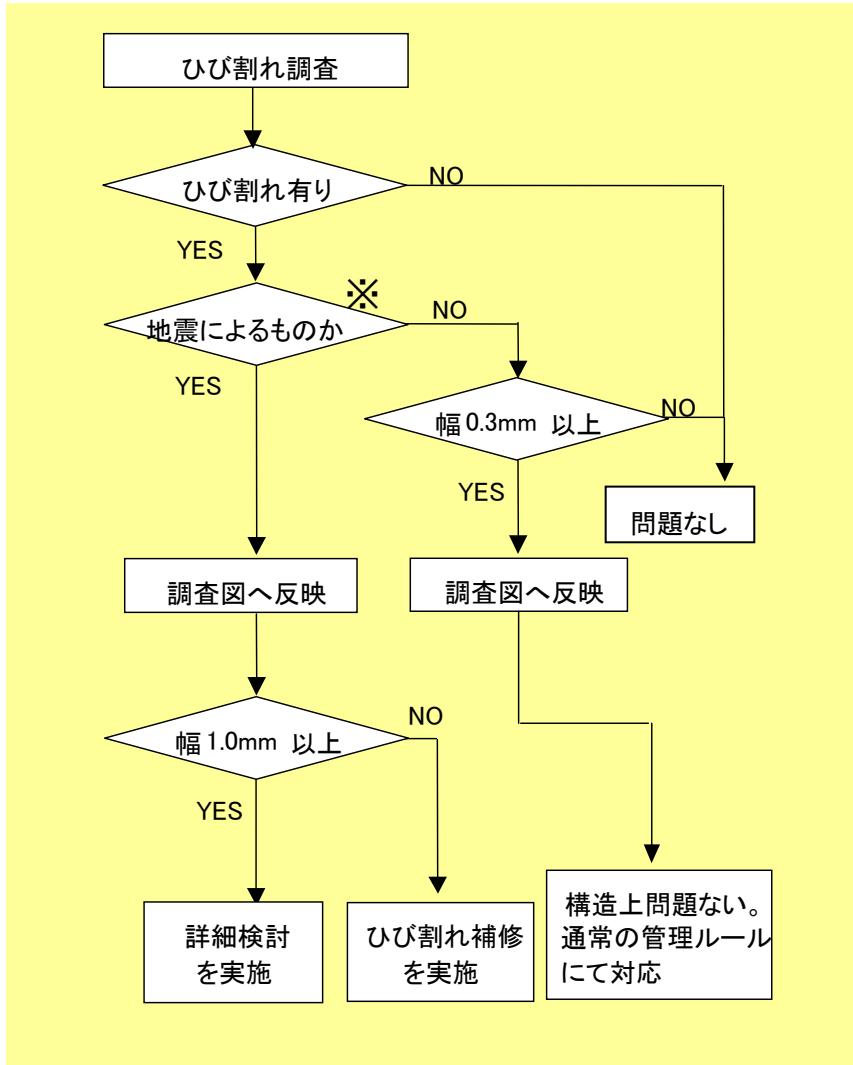 ひび割れ調査
ひび割れ有り
NO
YES
※
地震によるものか
NO
YES
幅0.3mm 以上
NO
YES
問題なし
調査図へ反映
調査図へ反映
幅1.0mm 以上
NO
YES
詳細検討
を実施
ひび割れ補修
を実施
構造上問題ない。
通常の管理ルール
にて対応